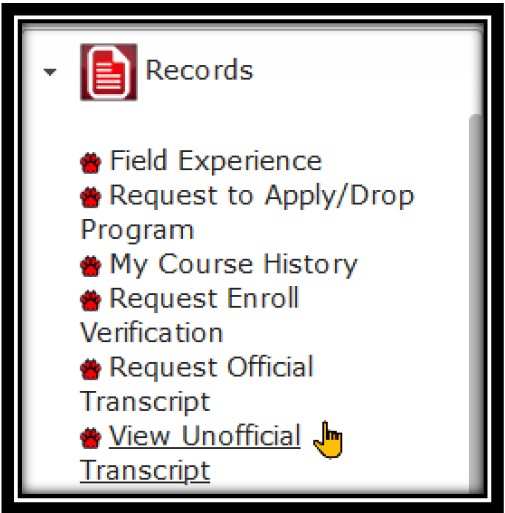 Records
Field Experience
Request to Apply/Drop
Program
My Course History
Request Enroll
Verification
Request Official
Transcript
View Unofficial
Transcript